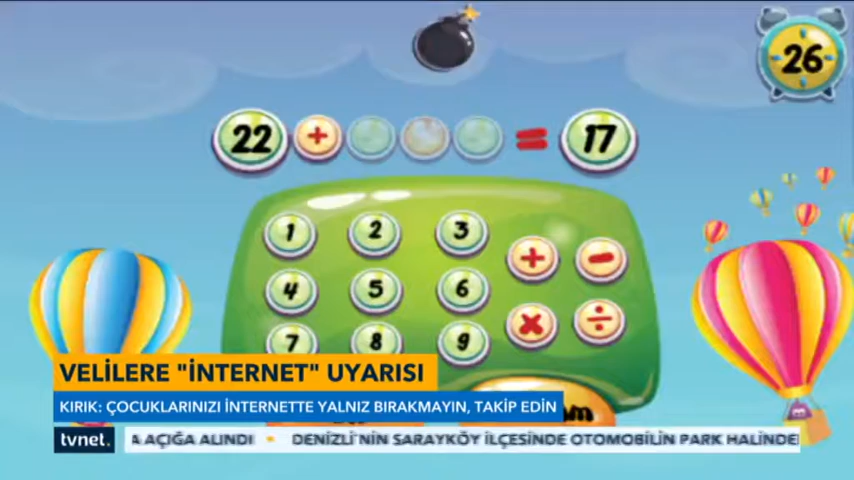 26
22 + = 17
1 2 3 + -
4 5 6
× ÷
7 8 9
VELİLERE "İNTERNET" UYARISI
KIRIK: ÇOCUKLARINIZI İNTERNETTE YALNIZ BIRAKMAYIN, TAKİP EDİN
tvnet. A AÇIĞA ALINDI • DENİZLİ'NİN SARAYKÖY İLÇESİNDE OTOMOBİLİN PARK HALİNDE